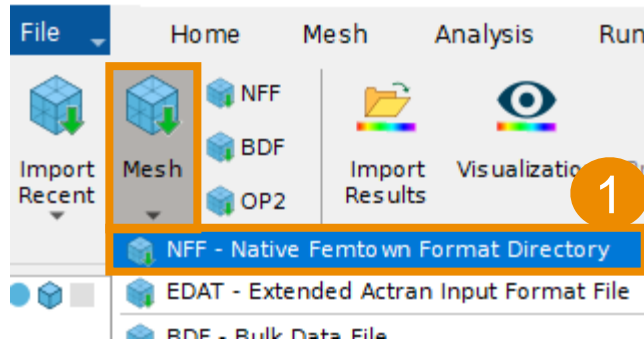 File Home Mesh Analysis Run
NFF
BDF
OP2
Import
Recent
Mesh
Import
Results
1
NFF - Native Femtown Format Directory
EDAT - Extended Actran Input Format File
BDF - Bulk Data File